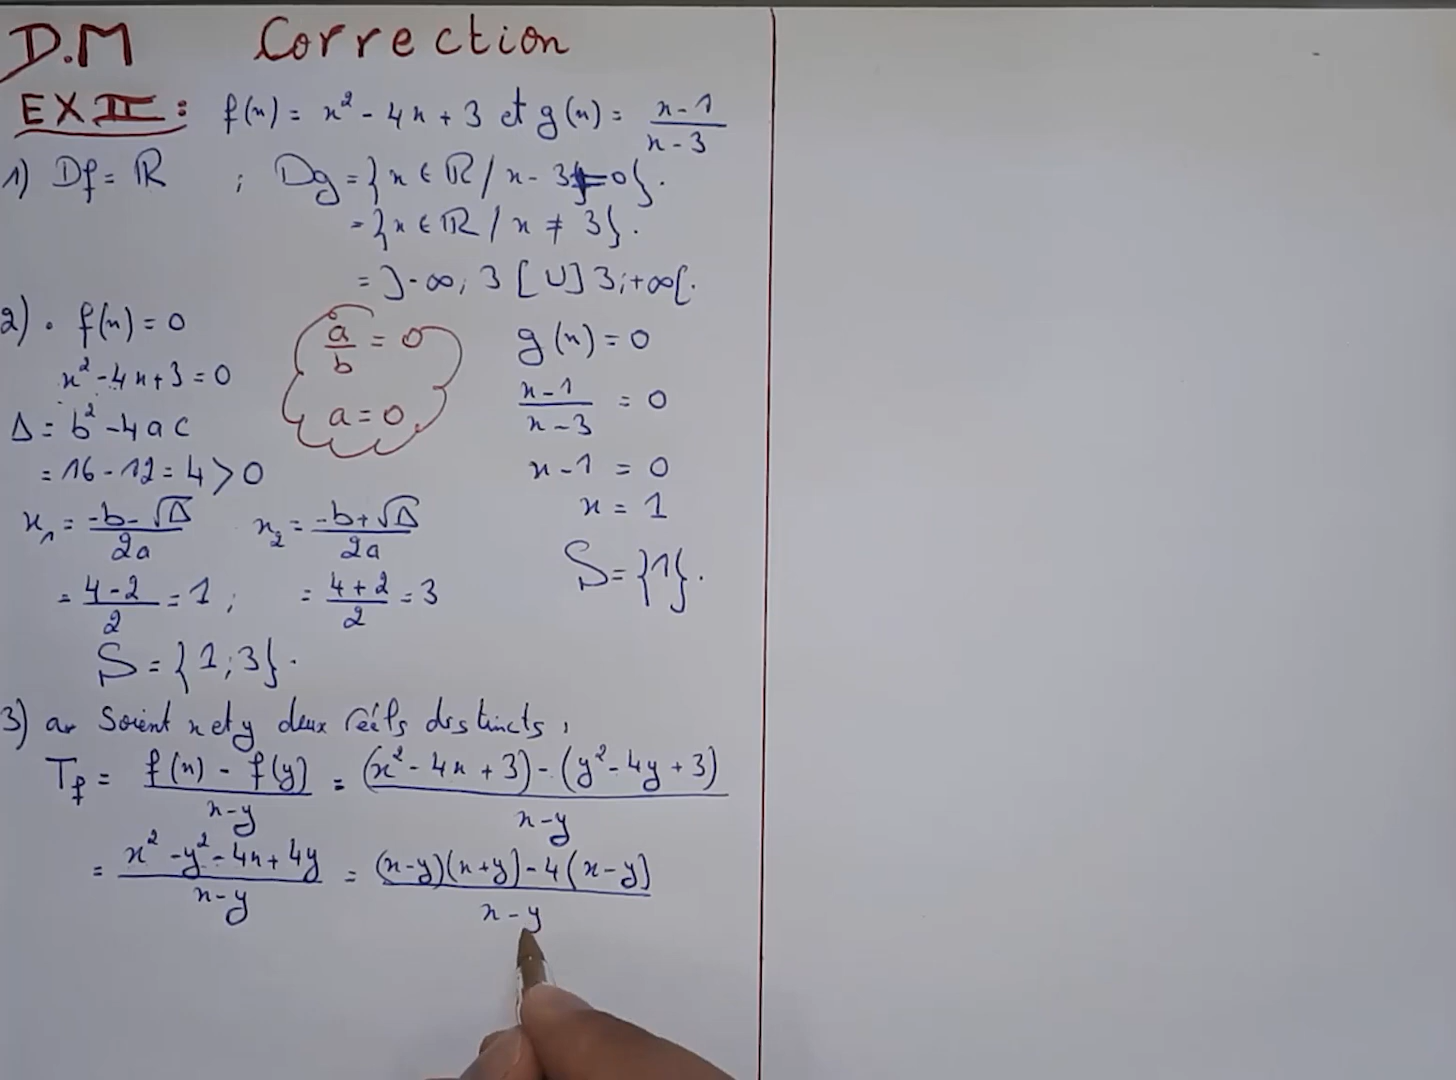 D.M Correction
EX II : f(x) = x² - 4x + 3 et g(x) = (x-1)/(x-3)
1) Df = ℝ ; Dg = {x ∈ ℝ / x - 3 ≠ 0}.
= {x ∈ ℝ / x ≠ 3}.
= ]-∞; 3[ U ]3; +∞[.
2) • f(x) = 0
x² - 4x + 3 = 0
Δ = b² - 4ac
= 16 - 12 = 4 > 0
x₁ = (-b - √Δ)/2a x₂ = (-b + √Δ)/2a
= (4 - 2)/2 = 1 ; = (4 + 2)/2 = 3
S = {1 ; 3}.
a/b = 0
a = 0
g(x) = 0
(x-1)/(x-3) = 0
x - 1 = 0
x = 1
S = {1}.
3) a- Soient x et y deux réels distincts,
Tf = (f(x) - f(y))/(x-y) = ((x² - 4x + 3) - (y² - 4y + 3))/(x-y)
= (x² - y² - 4x + 4y)/(x-y) = ((x-y)(x+y) - 4(x-y))/(x-y)